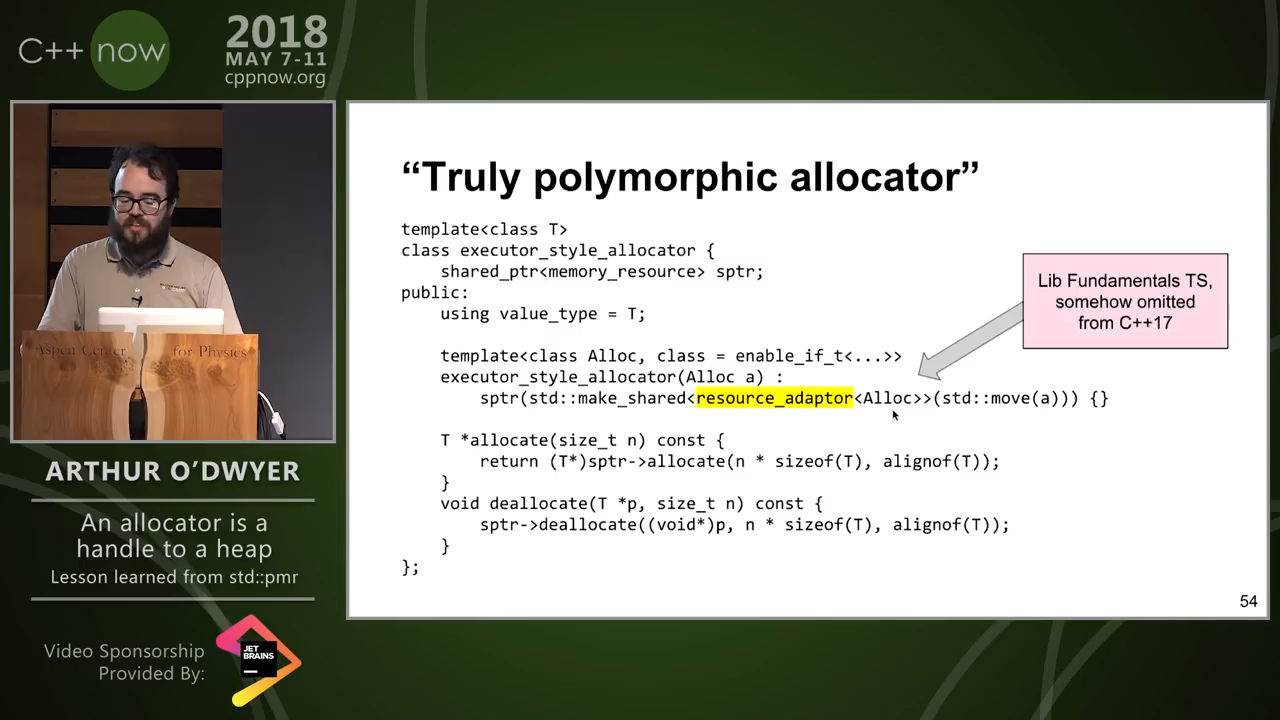 C++ now
2018
MAY 7-11
cppnow.org
Aspen Center for Physics
ARTHUR O'DWYER
An allocator is a
handle to a heap
Lesson learned from std::pmr
Video Sponsorship
Provided By:
JET
BRAINS
“Truly polymorphic allocator”
template<class T>
class executor_style_allocator {
    shared_ptr<memory_resource> sptr;
public:
    using value_type = T;
    template<class Alloc, class = enable_if_t<...>>
    executor_style_allocator(Alloc a) :
        sptr(std::make_shared<resource_adaptor<Alloc>>(std::move(a))) {}
    T *allocate(size_t n) const {
        return (T*)sptr->allocate(n * sizeof(T), alignof(T));
    }
    void deallocate(T *p, size_t n) const {
        sptr->deallocate((void*)p, n * sizeof(T), alignof(T));
    }
};
Lib Fundamentals TS,
somehow omitted
from C++17
54